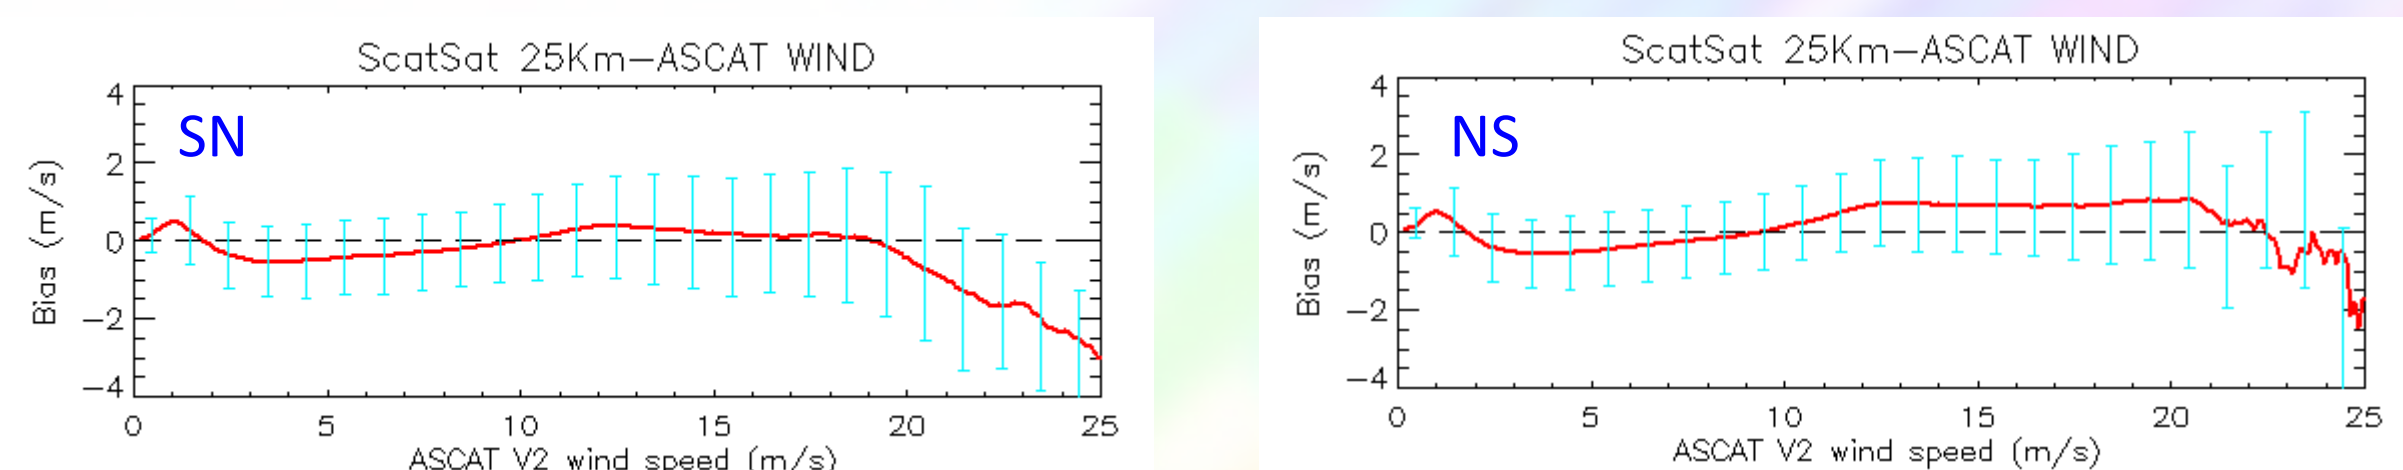 ScatSat 25Km-ASCAT WIND
SN
Bias (m/s)
4
2
0
-2
-4
0 5 10 15 20 25
ASCAT V2 wind speed (m/s)
ScatSat 25Km-ASCAT WIND
NS
Bias (m/s)
4
2
0
-2
-4
0 5 10 15 20 25
ASCAT V2 wind speed (m/s)